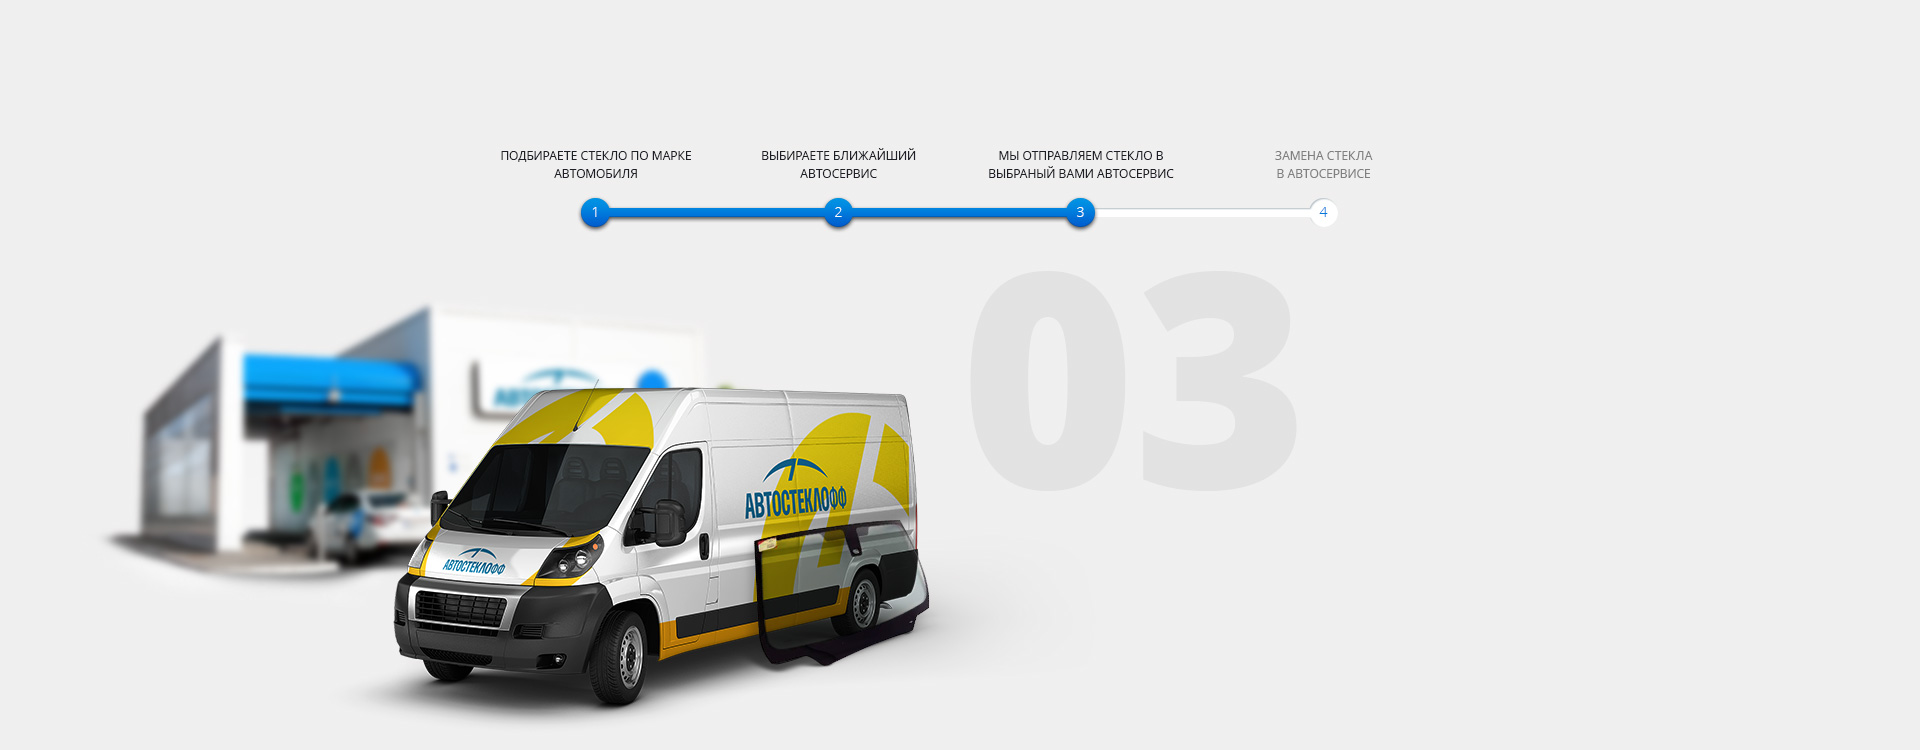 ПОДБИРАЕТЕ СТЕКЛО ПО МАРКЕ
АВТОМОБИЛЯ
ВЫБИРАЕТЕ БЛИЖАЙШИЙ
АВТОСЕРВИС
МЫ ОТПРАВЛЯЕМ СТЕКЛО В
ВЫБРАНЫЙ ВАМИ АВТОСЕРВИС
ЗАМЕНА СТЕКЛА
В АВТОСЕРВИСЕ
1
2
3
4
03
АВТОСТЕКЛОФФ
АВТОСТЕКЛОФФ